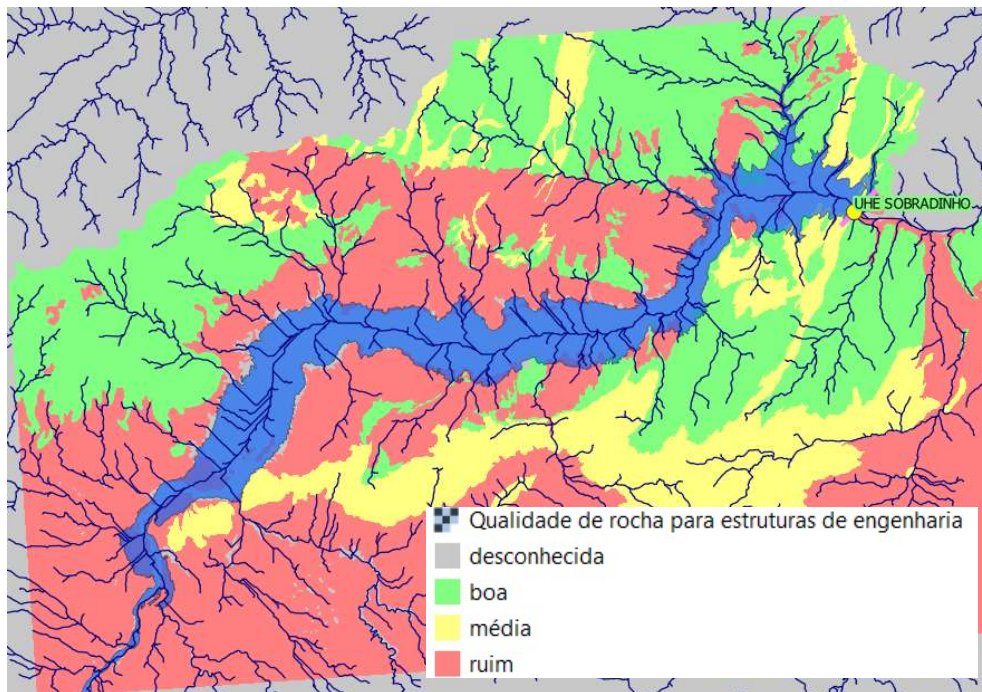 UHE SOBRADINHO
Qualidade de rocha para estruturas de engenharia
desconhecida
boa
média
ruim